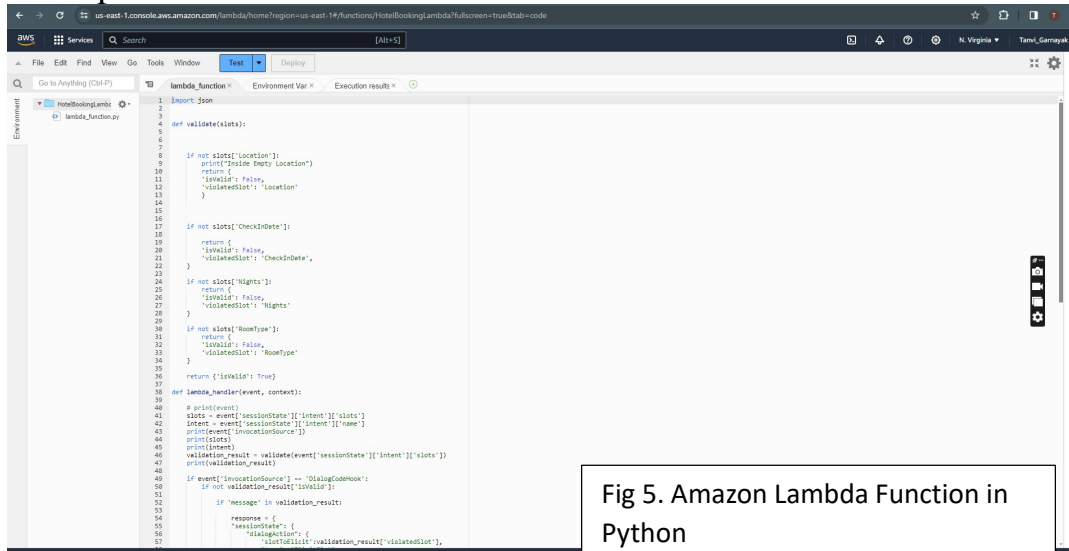 us-east-1.console.aws.amazon.com/lambda/home?region=us-east-1#/functions/HotelBookingLambda?fullscreen=true&tab=code
aws Services Search [Alt+S] N. Virginia Tanvi_Garnayak
File Edit Find View Go Tools Window Test Deploy
Go to Anything (Ctrl-P) lambda_function Environment Var Execution results
Environment
HotelBookingLambd
lambda_function.py
1 import json
2
3
4 def validate(slots):
5
6
7
8 if not slots['Location']:
9 print("Inside Empty Location")
10 return {
11 'isValid': False,
12 'violatedSlot': 'Location'
13 }
14
15
16
17 if not slots['CheckInDate']:
18
19 return {
20 'isValid': False,
21 'violatedSlot': 'CheckInDate',
22 }
23
24 if not slots['Nights']:
25 return {
26 'isValid': False,
27 'violatedSlot': 'Nights'
28 }
29
30 if not slots['RoomType']:
31 return {
32 'isValid': False,
33 'violatedSlot': 'RoomType'
34 }
35
36 return {'isValid': True}
37
38 def lambda_handler(event, context):
39
40 # print(event)
41 slots = event['sessionState']['intent']['slots']
42 intent = event['sessionState']['intent']['name']
43 print(event['invocationSource'])
44 print(slots)
45 print(intent)
46 validation_result = validate(event['sessionState']['intent']['slots'])
47 print(validation_result)
48
49 if event['invocationSource'] == 'DialogCodeHook':
50 if not validation_result['isValid']:
51
52 if 'message' in validation_result:
53
54 response = {
55 "sessionState": {
56 "dialogAction": {
57 'slotToElicit':validation_result['violatedSlot'],
Fig 5. Amazon Lambda Function in
Python